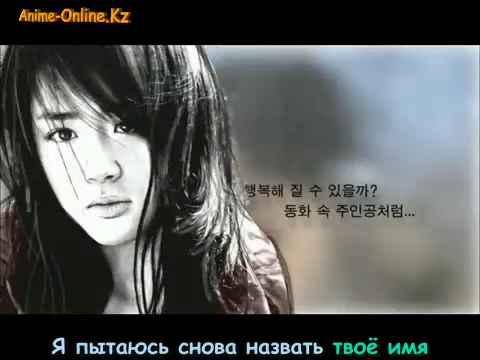 Anime-Online.Kz
행복해 질 수 있을까?
동화 속 주인공처럼...
Я пытаюсь снова назвать твоё имя